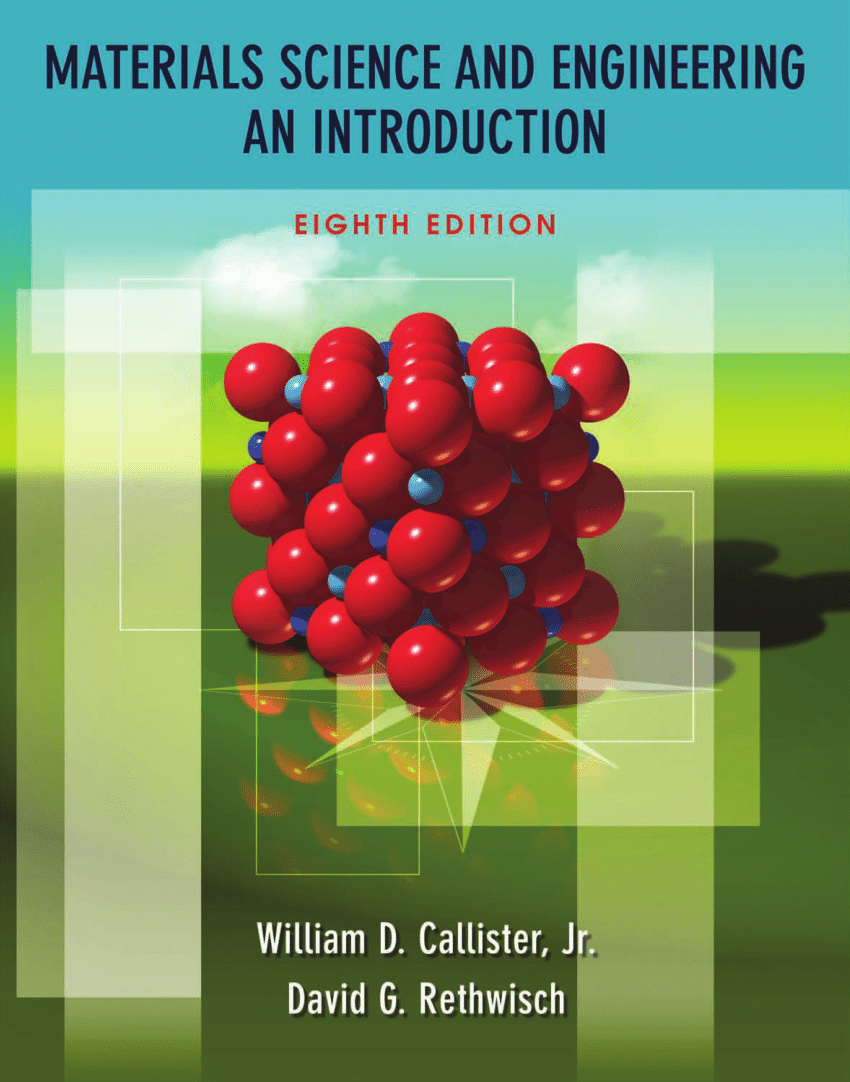 MATERIALS SCIENCE AND ENGINEERING
AN INTRODUCTION
EIGHTH EDITION
William D. Callister, Jr.
David G. Rethwisch